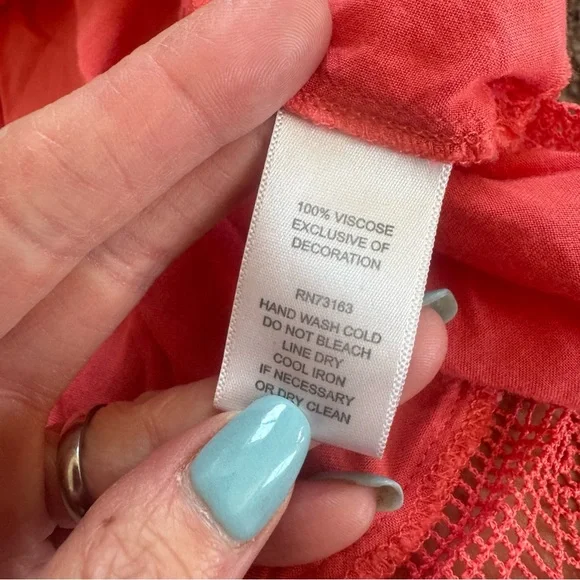 100% VISCOSE
EXCLUSIVE OF
DECORATION
RN73163
HAND WASH COLD
DO NOT BLEACH
LINE DRY
COOL IRON
IF NECESSARY
OR DRY CLEAN